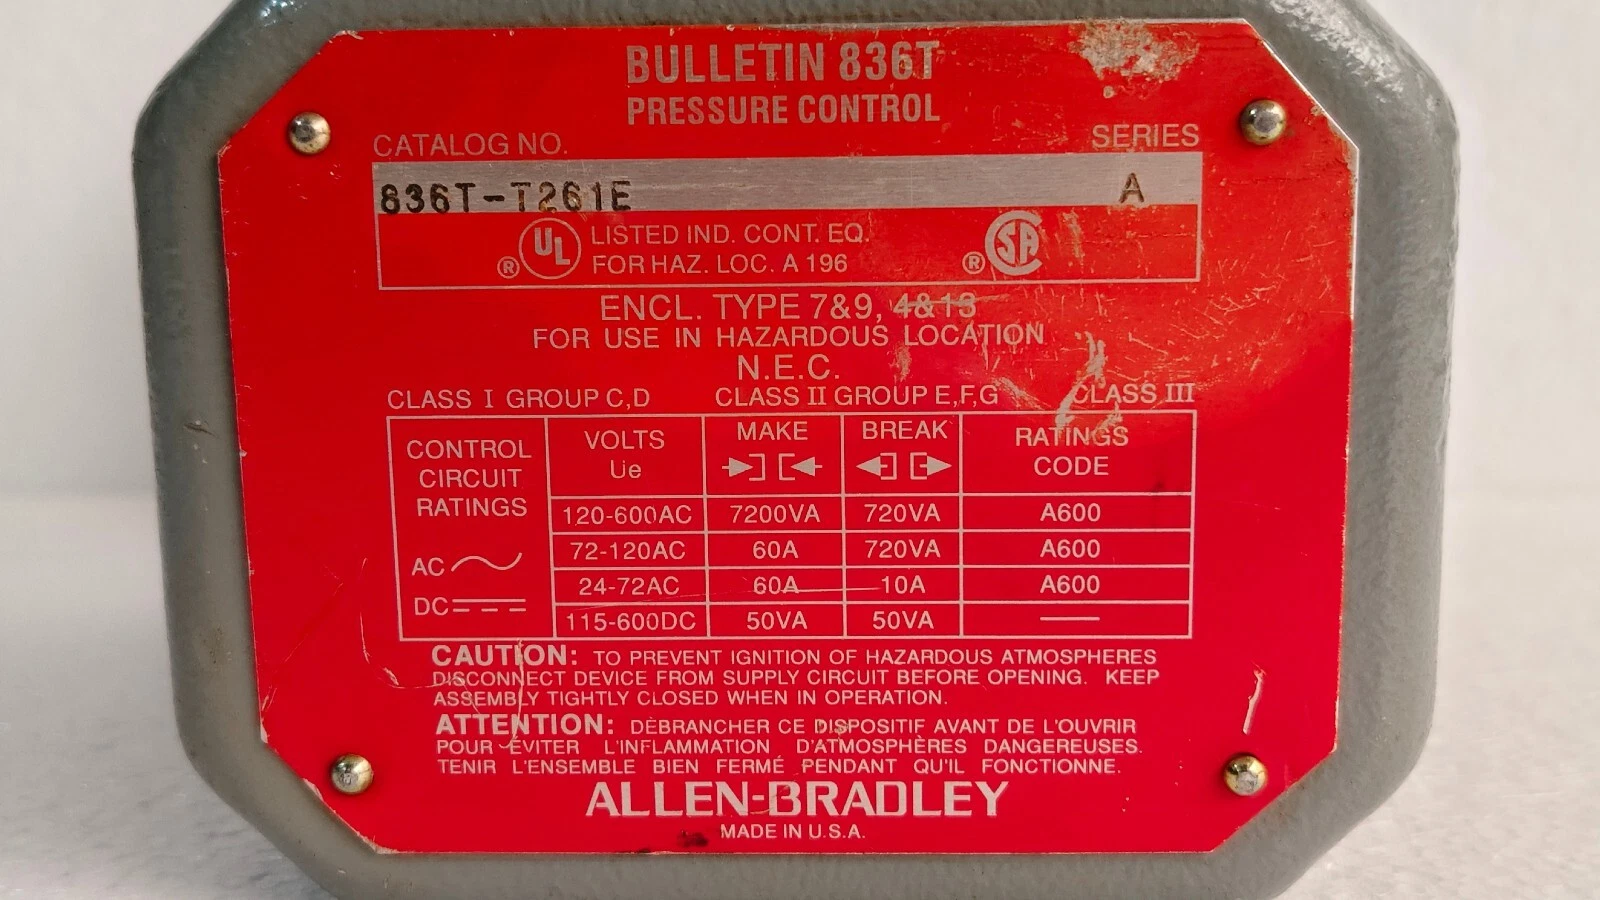 BULLETIN 836T
PRESSURE CONTROL
CATALOG NO. SERIES
836T-T261E A
® UL LISTED IND. CONT. EQ. ® SA
FOR HAZ. LOC. A 196
ENCL. TYPE 7&9, 4&13
FOR USE IN HAZARDOUS LOCATION
N.E.C.
CLASS I GROUP C,D CLASS II GROUP E,F,G CLASS III
CONTROL CIRCUIT RATINGS VOLTS Ue MAKE BREAK RATINGS CODE
120-600AC 7200VA 720VA A600
AC 72-120AC 60A 720VA A600
24-72AC 60A 10A A600
DC 115-600DC 50VA 50VA —
CAUTION: TO PREVENT IGNITION OF HAZARDOUS ATMOSPHERES
DISCONNECT DEVICE FROM SUPPLY CIRCUIT BEFORE OPENING. KEEP
ASSEMBLY TIGHTLY CLOSED WHEN IN OPERATION.
ATTENTION: DÈBRANCHER CE DISPOSITIF AVANT DE L'OUVRIR
POUR ÉVITER L'INFLAMMATION D'ATMOSPHÈRES DANGEREUSES.
TENIR L'ENSEMBLE BIEN FERMÉ PENDANT QU'IL FONCTIONNE.
ALLEN-BRADLEY
MADE IN U.S.A.